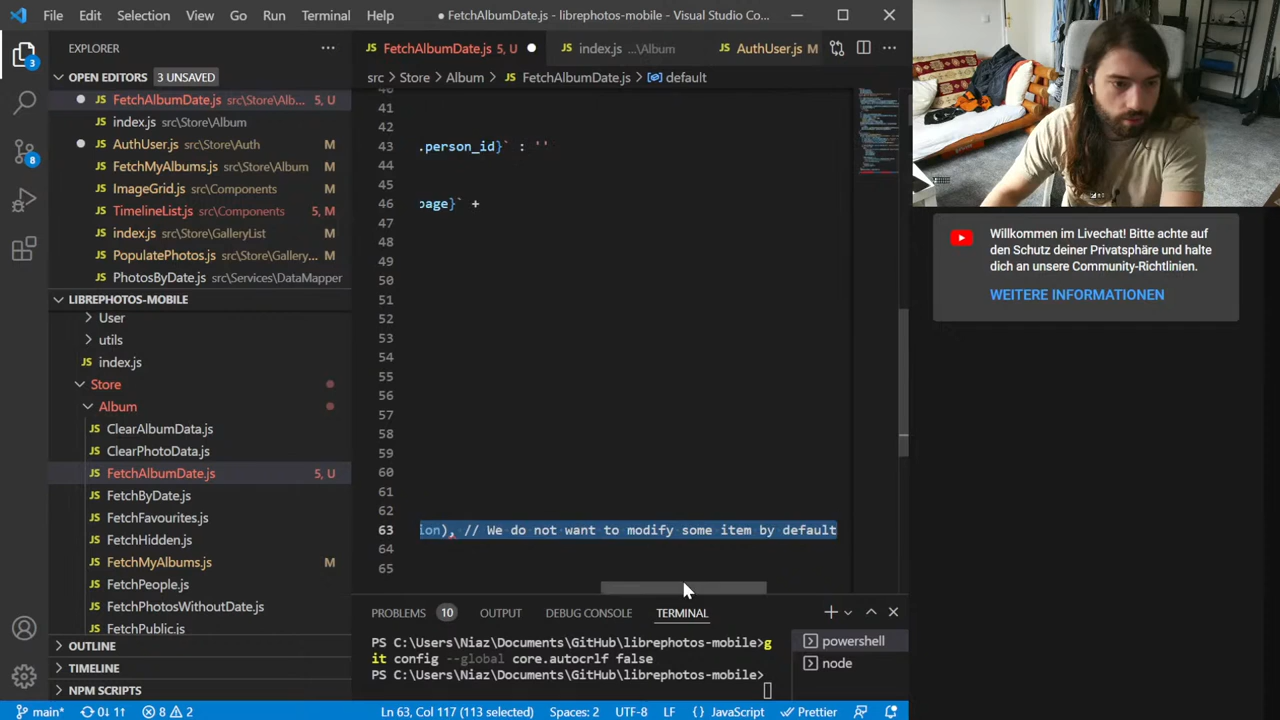 File Edit Selection View Go Run Terminal Help ● FetchAlbumDate.js - librephotos-mobile - Visual Studio Co...
EXPLORER
OPEN EDITORS 3 UNSAVED
FetchAlbumDate.js src\Store\Alb... 5, U
index.js src\Store\Album
AuthUser.js src\Store\Auth M
FetchMyAlbums.js src\Store\Album M
ImageGrid.js src\Components M
TimelineList.js src\Components 5, M
index.js src\Store\GalleryList M
PopulatePhotos.js src\Store\Gallery... M
PhotosByDate.js src\Services\DataMapper
LIBREPHOTOS-MOBILE
User
utils
index.js
Store
Album
ClearAlbumData.js
ClearPhotoData.js
FetchAlbumDate.js 5, U
FetchByDate.js
FetchFavourites.js
FetchHidden.js
FetchMyAlbums.js M
FetchPeople.js
FetchPhotosWithoutDate.js
FetchPublic.js
OUTLINE
TIMELINE
NPM SCRIPTS
3
8
FetchAlbumDate.js 5, U ● index.js ...\Album AuthUser.js M
src > Store > Album > FetchAlbumDate.js > default
40
41
42
43 .person_id}` : ''
44
45
46 page}` +
47
48
49
50
51
52
53
54
55
56
57
58
59
60
61
62
63 ion), // We do not want to modify some item by default
64
65
PROBLEMS 10 OUTPUT DEBUG CONSOLE TERMINAL
PS C:\Users\Niaz\Documents\GitHub\librephotos-mobile>g
it config --global core.autocrlf false
PS C:\Users\Niaz\Documents\GitHub\librephotos-mobile>
powershell
node
main* 0↓ 1↑ 8 2 Ln 63, Col 117 (113 selected) Spaces: 2 UTF-8 LF {} JavaScript Prettier
Willkommen im Livechat! Bitte achte auf
den Schutz deiner Privatsphäre und halte
dich an unsere Community-Richtlinien.
WEITERE INFORMATIONEN